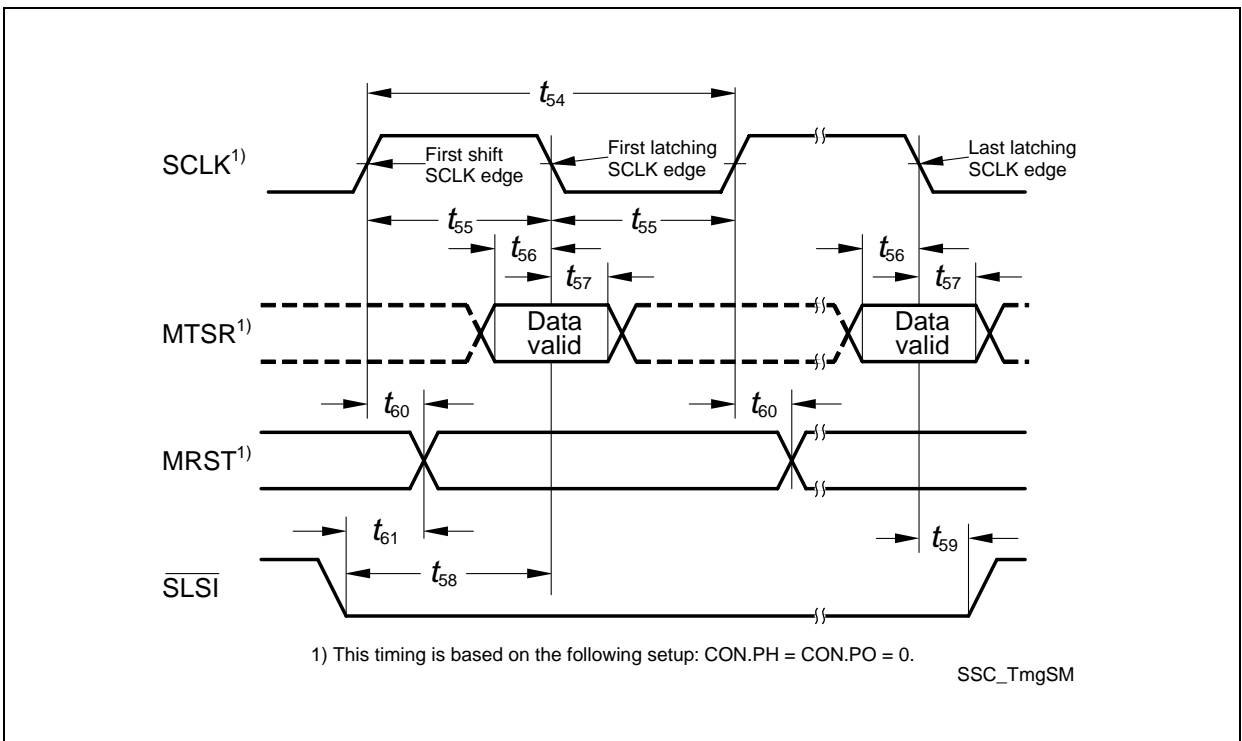 t54
SCLK1)
First shift
SCLK edge
First latching
SCLK edge
Last latching
SCLK edge
t55
t55
t56
t56
t57
t57
MTSR1)
Data
valid
Data
valid
t60
t60
MRST1)
t61
t59
t58
SLSI
1) This timing is based on the following setup: CON.PH = CON.PO = 0.
SSC_TmgSM